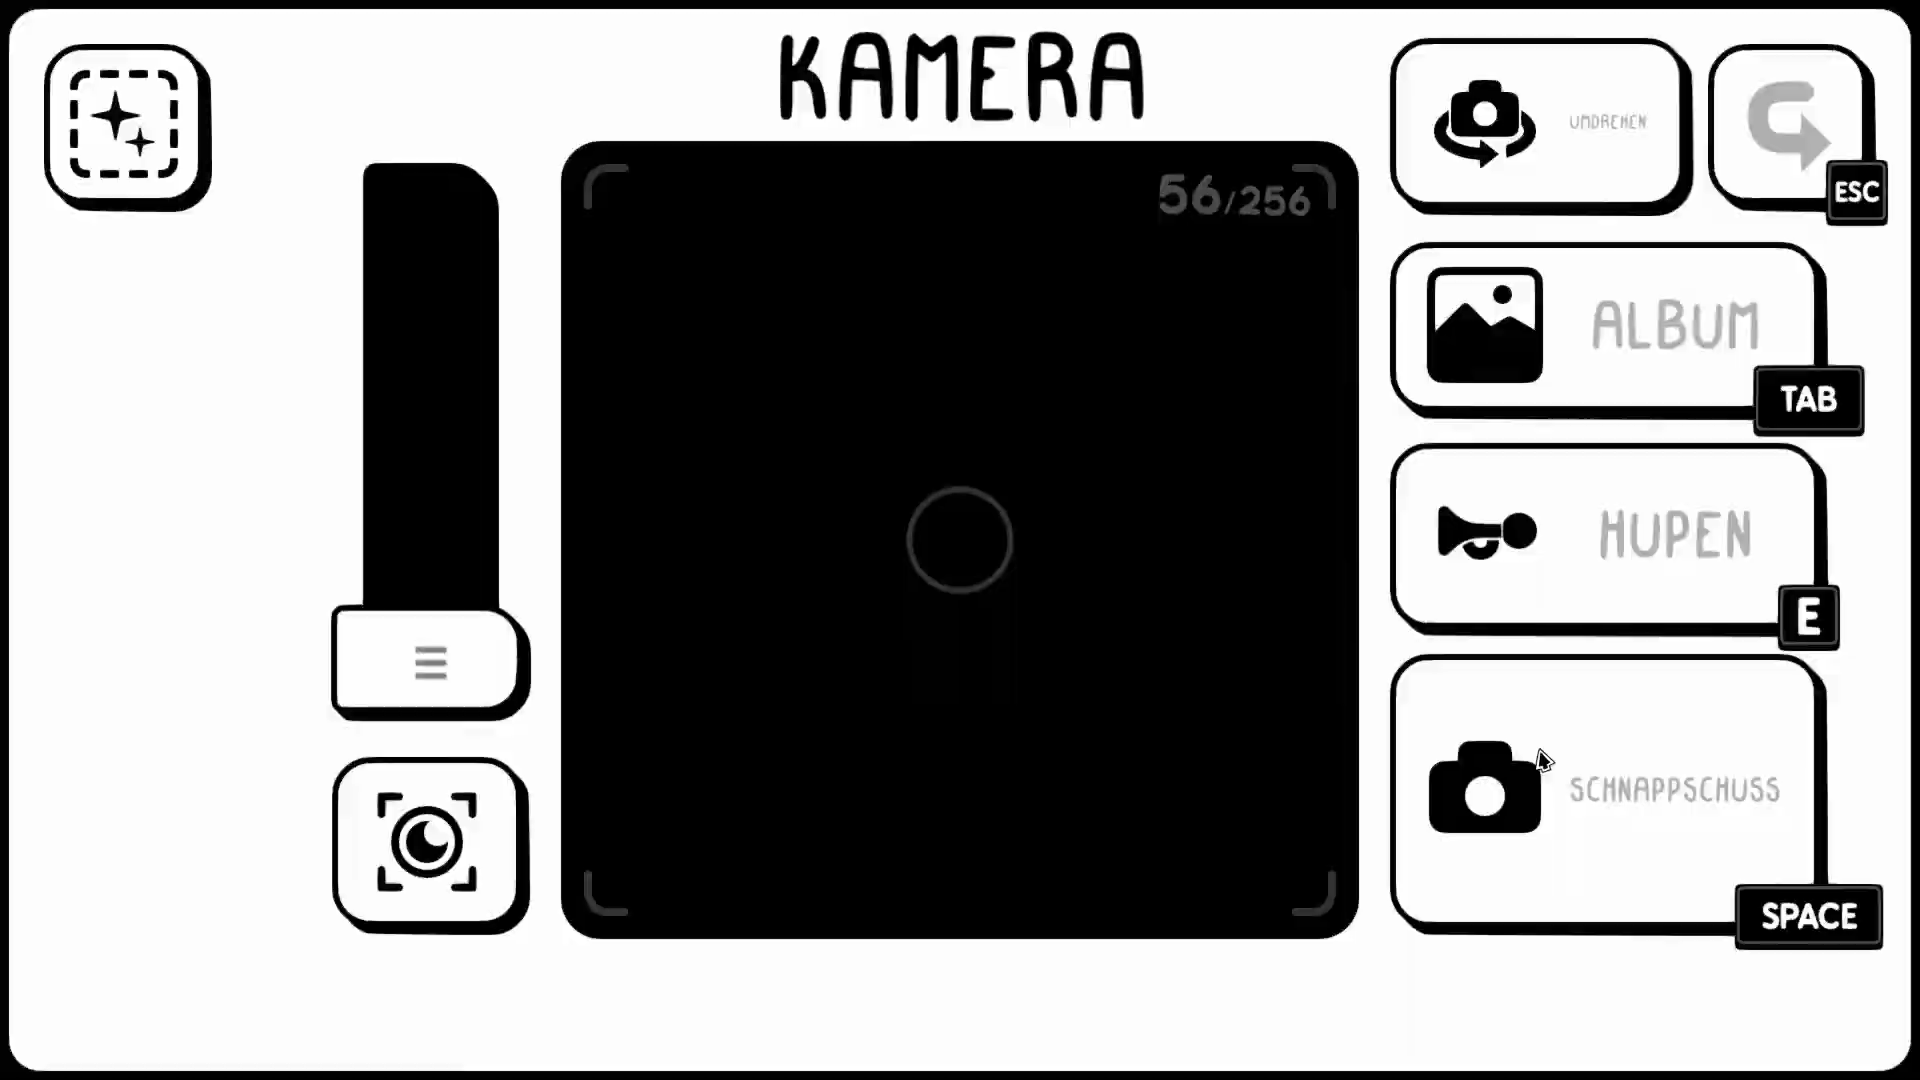 KAMERA
56/256
UMDREHEN
ESC
ALBUM
TAB
HUPEN
E
SCHNAPPSCHUSS
SPACE